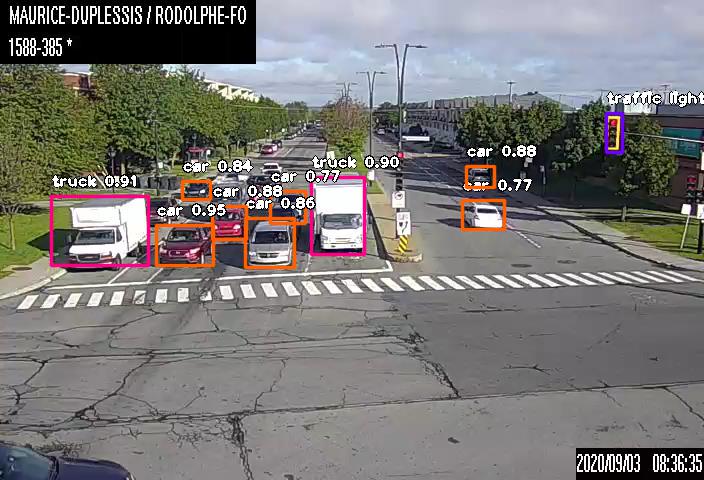 MAURICE-DUPLESSIS / RODOLPHE-FO
1588-385 *
traffic light
car 0.88
car 0.84
truck 0.90
car 0.77
truck 0.91
car 0.88
car 0.77
car 0.86
car 0.95
2020/09/03 08:36:35